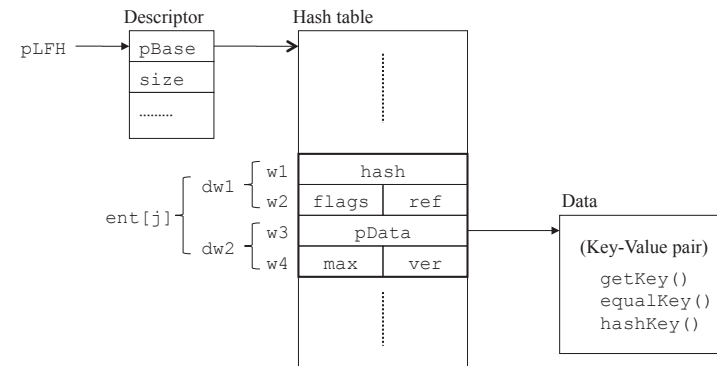 Descriptor
Hash table
pLFH
pBase
size
.........
w1
hash
dw1
w2
flags
ref
ent[j]
w3
pData
dw2
w4
max
ver
Data
(Key-Value pair)
getKey()
equalKey()
hashKey()